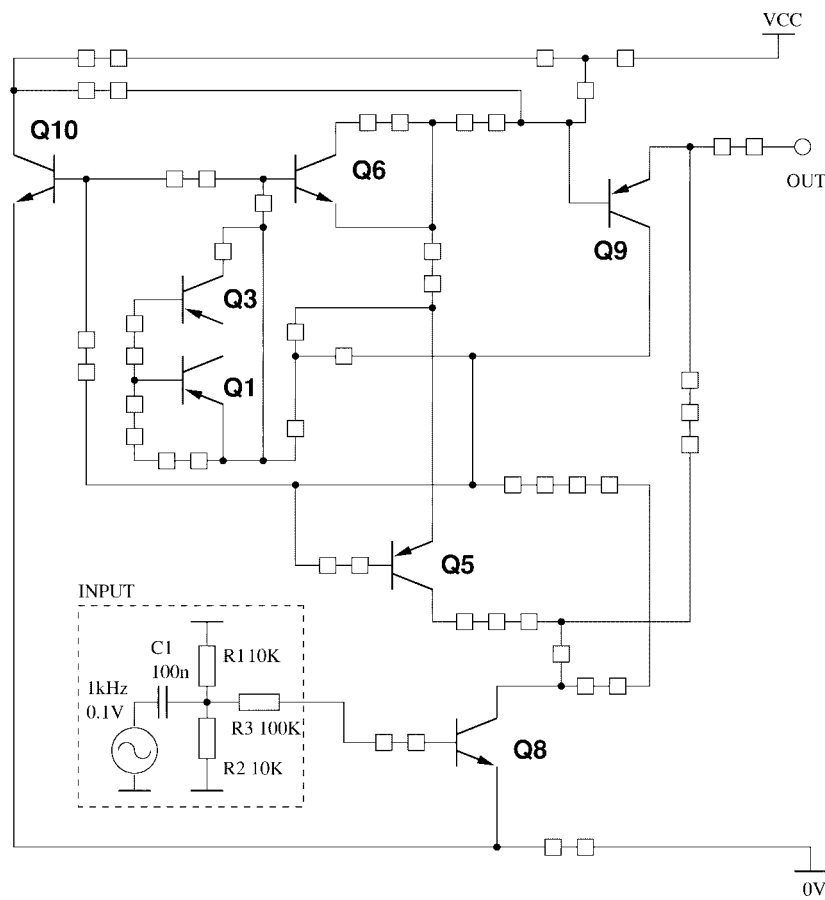 VCC
Q10
Q6
OUT
Q9
Q3
Q1
Q5
INPUT
C1
100n
R1 10K
1kHz
0.1V
R3 100K
R2 10K
Q8
0V